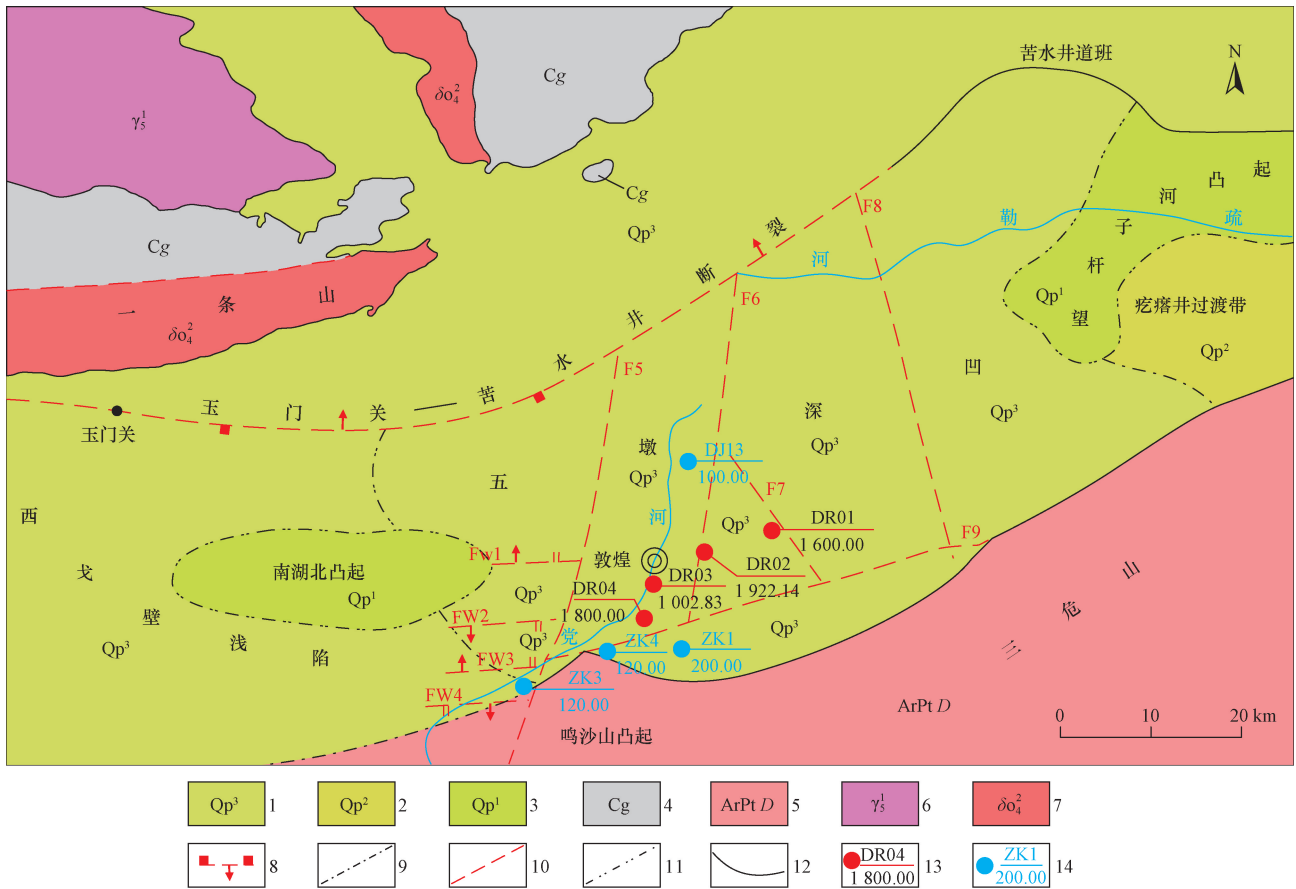 苦水井道班
N
Cg
δο₄²
γ₅¹
Cg
Qp³
Cg
一条山
δο₄²
玉门关——苦水井断裂
玉门关
F5
F6
F8
疏勒河
望杆子河凸起
Qp¹
疙瘩井过渡带
Qp²
五墩深凹
Qp³
Qp³
Qp³
Qp³
DJ13
100.00
F7
DR01
1 600.00
DR02
1 922.14
F9
敦煌
DR03
1 002.83
DR04
1 800.00
党河
西戈壁浅陷
Qp³
南湖北凸起
Qp¹
Fw1
Qp³
FW2
Qp³
FW3
FW4
ZK4
120.00
ZK1
200.00
Qp³
ZK3
120.00
鸣沙山凸起
三危山
ArPt D
0 10 20 km
Qp³ 1
Qp² 2
Qp¹ 3
Cg 4
ArPt D 5
γ₅¹ 6
δο₄² 7
8
9
10
11
12
DR04
1 800.00
13
ZK1
200.00
14